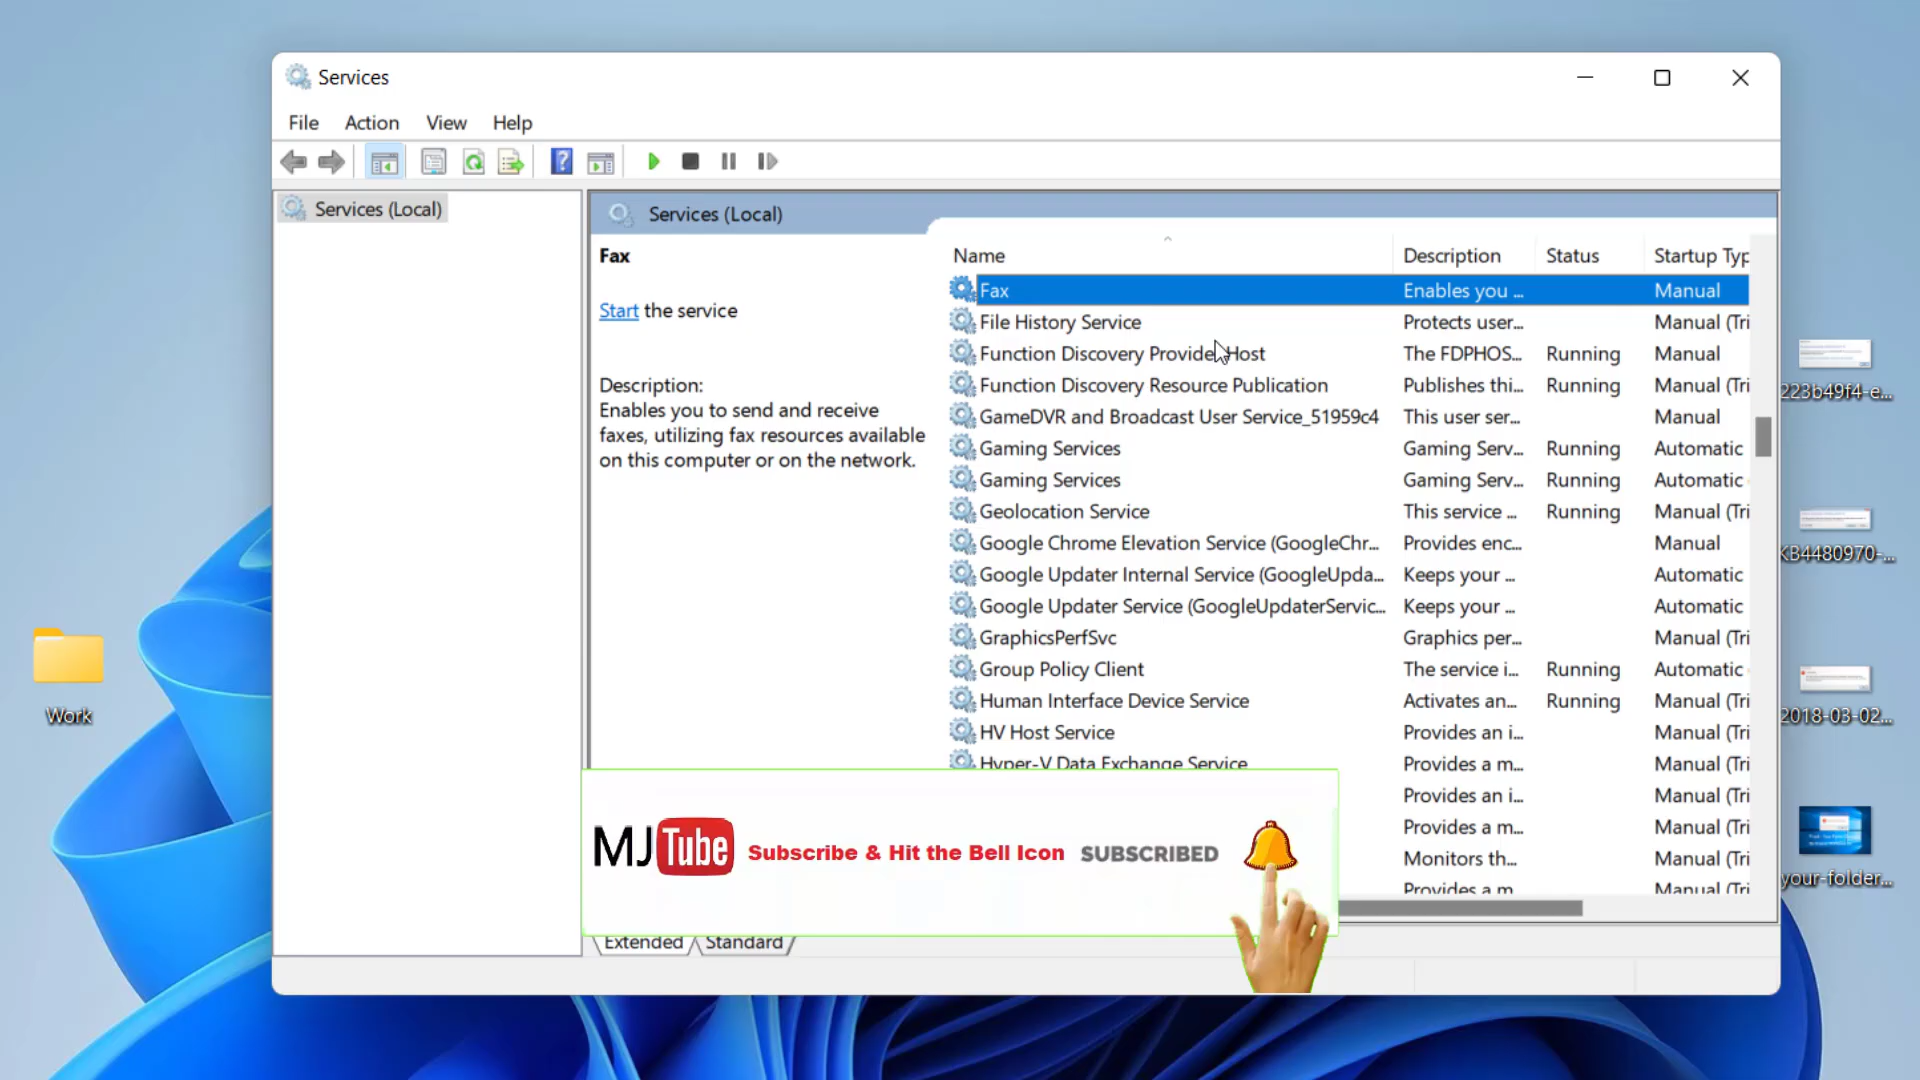 Services
File Action View Help
Services (Local)
Services (Local)
Fax
Start the service
Description:
Enables you to send and receive
faxes, utilizing fax resources available
on this computer or on the network.
Name Description Status Startup Typ
Fax Enables you ... Manual
File History Service Protects user... Manual (Tri
Function Discovery Provider Host The FDPHOS... Running Manual
Function Discovery Resource Publication Publishes thi... Running Manual (Tri
GameDVR and Broadcast User Service_51959c4 This user ser... Manual
Gaming Services Gaming Serv... Running Automatic
Gaming Services Gaming Serv... Running Automatic
Geolocation Service This service ... Running Manual (Tri
Google Chrome Elevation Service (GoogleChr... Provides enc... Manual
Google Updater Internal Service (GoogleUpda... Keeps your ... Automatic
Google Updater Service (GoogleUpdaterServic... Keeps your ... Automatic
GraphicsPerfSvc Graphics per... Manual (Tri
Group Policy Client The service i... Running Automatic
Human Interface Device Service Activates an... Running Manual (Tri
HV Host Service Provides an i... Manual (Tri
Hyper-V Data Exchange Service Provides a m... Manual (Tri
Provides an i... Manual (Tri
Provides a m... Manual (Tri
Monitors th... Manual (Tri
Provides a m Manual (Tri
MJ Tube Subscribe & Hit the Bell Icon SUBSCRIBED
Extended Standard
Work
223b49f4-e...
KB4480970-...
2018-03-02...
your-folder...